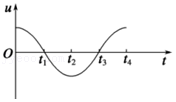 u
O
t₁ t₂ t₃ t₄ t